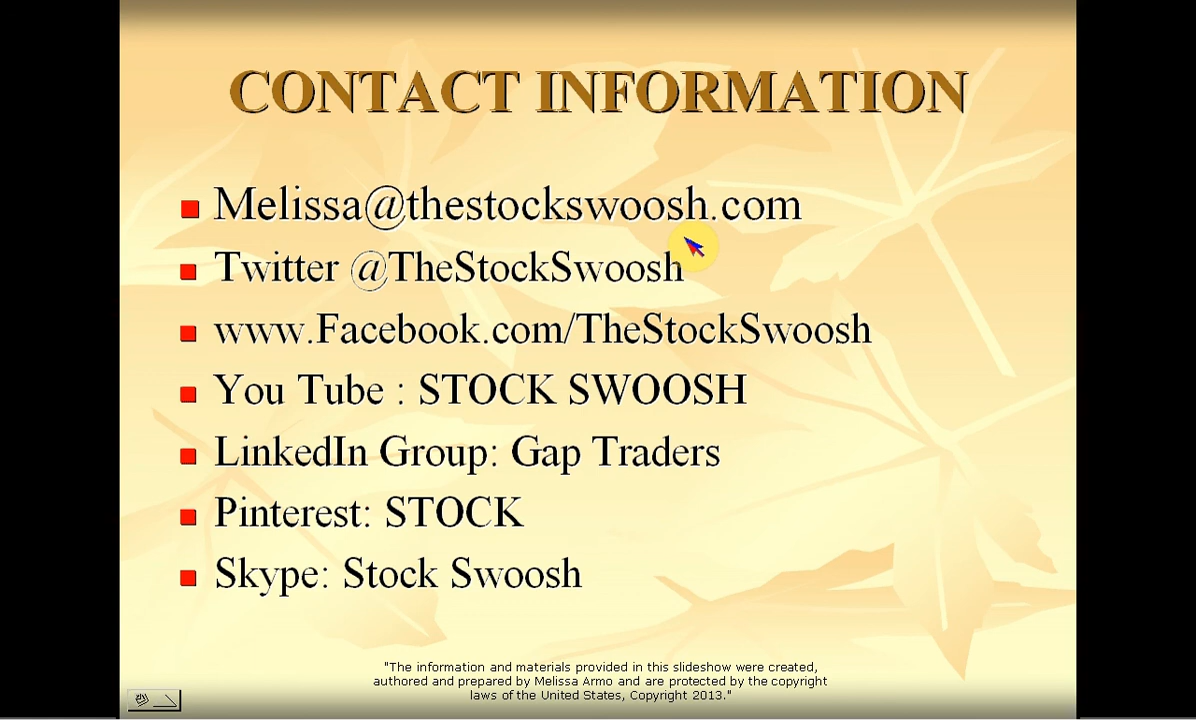 CONTACT INFORMATION
Melissa@thestockswoosh.com
Twitter @TheStockSwoosh
www.Facebook.com/TheStockSwoosh
You Tube : STOCK SWOOSH
LinkedIn Group: Gap Traders
Pinterest: STOCK
Skype: Stock Swoosh
"The information and materials provided in this slideshow were created,
authored and prepared by Melissa Armo and are protected by the copyright
laws of the United States, Copyright 2013."